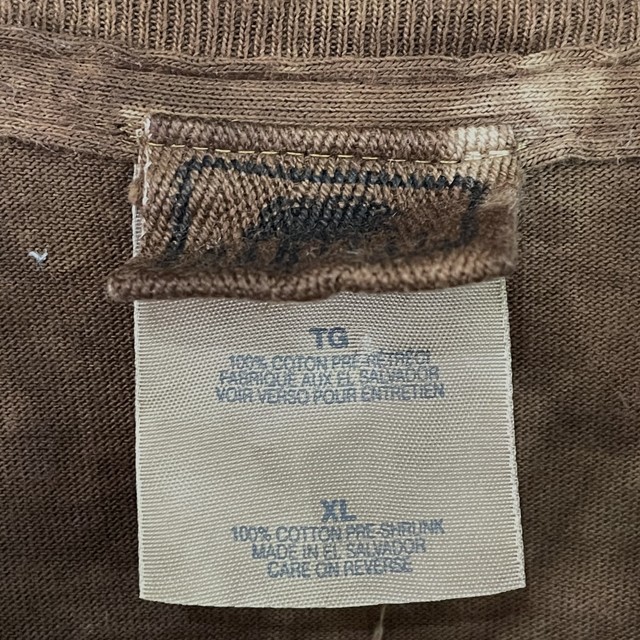 TG
100% COTON PRE-RETRECI
FABRIQUE AUX EL SALVADOR
VOIR VERSO POUR ENTRETIEN
XL
100% COTTON PRE-SHRUNK
MADE IN EL SALVADOR
CARE ON REVERSE